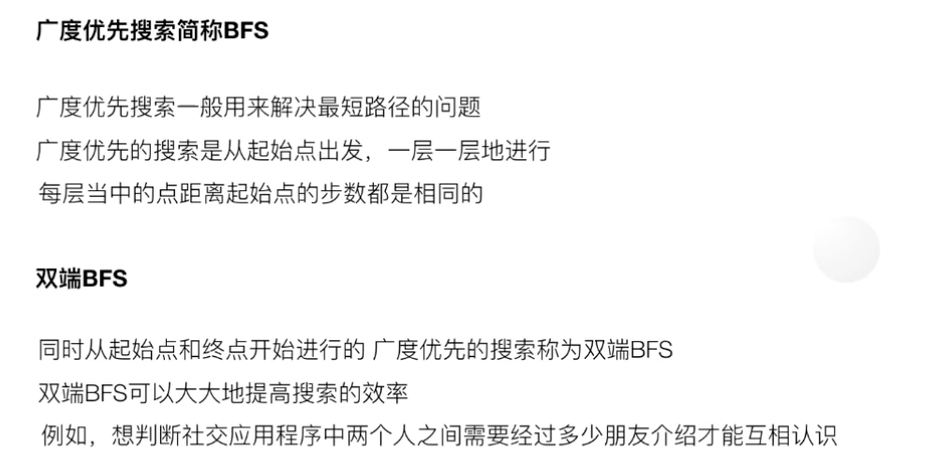 广度优先搜索简称BFS
广度优先搜索一般用来解决最短路径的问题
广度优先的搜索是从起始点出发，一层一层地进行
每层当中的点距离起始点的步数都是相同的
双端BFS
同时从起始点和终点开始进行的 广度优先的搜索称为双端BFS
双端BFS可以大大地提高搜索的效率
例如，想判断社交应用程序中两个人之间需要经过多少朋友介绍才能互相认识